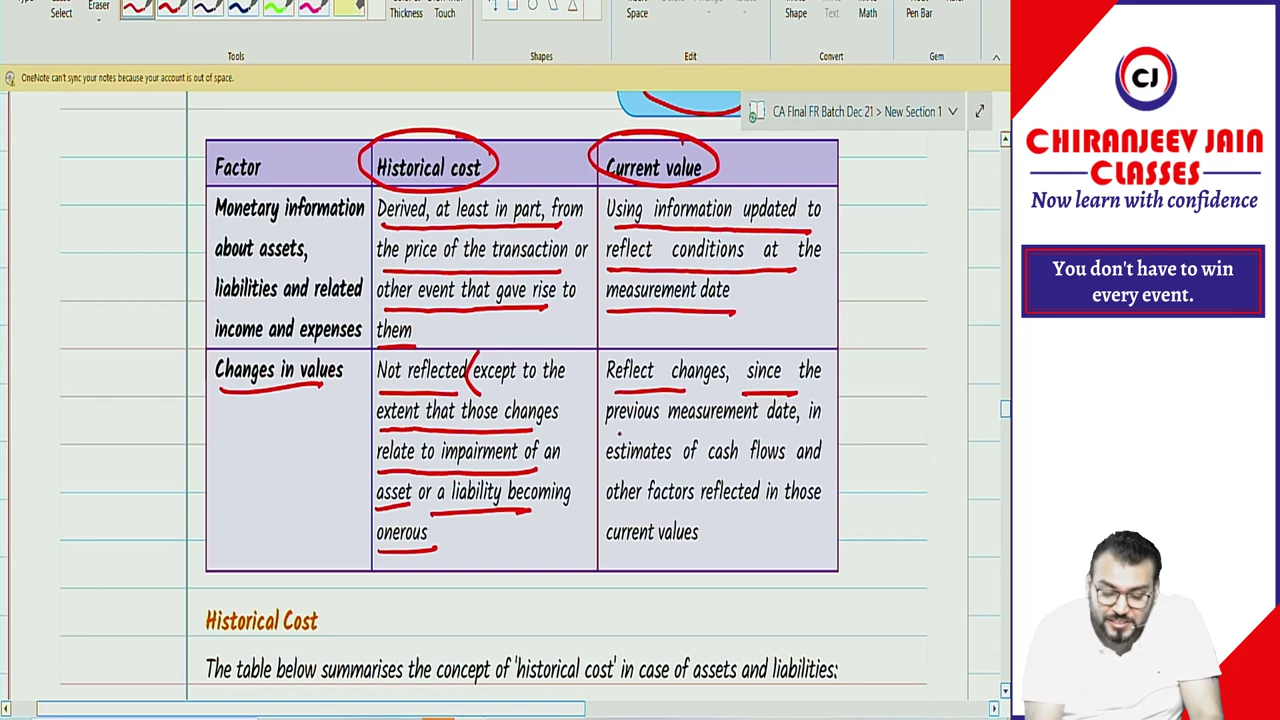 Eraser
Select
Thickness
Touch
Space
Shape
Text
Math
Pen Bar
Tools
Shapes
Edit
Convert
Gem
OneNote can't sync your notes because your account is out of space.
CA FInal FR Batch Dec 21 > New Section 1
Factor
Historical cost
Current value
Monetary information
about assets,
liabilities and related
income and expenses
Derived, at least in part, from
the price of the transaction or
other event that gave rise to
them
Using information updated to
reflect conditions at the
measurement date
Changes in values
Not reflected except to the
extent that those changes
relate to impairment of an
asset or a liability becoming
onerous
Reflect changes, since the
previous measurement date, in
estimates of cash flows and
other factors reflected in those
current values
Historical Cost
The table below summarises the concept of 'historical cost' in case of assets and liabilities:
CJ
CHIRANJEEV JAIN
CLASSES
Now learn with confidence
You don't have to win
every event.